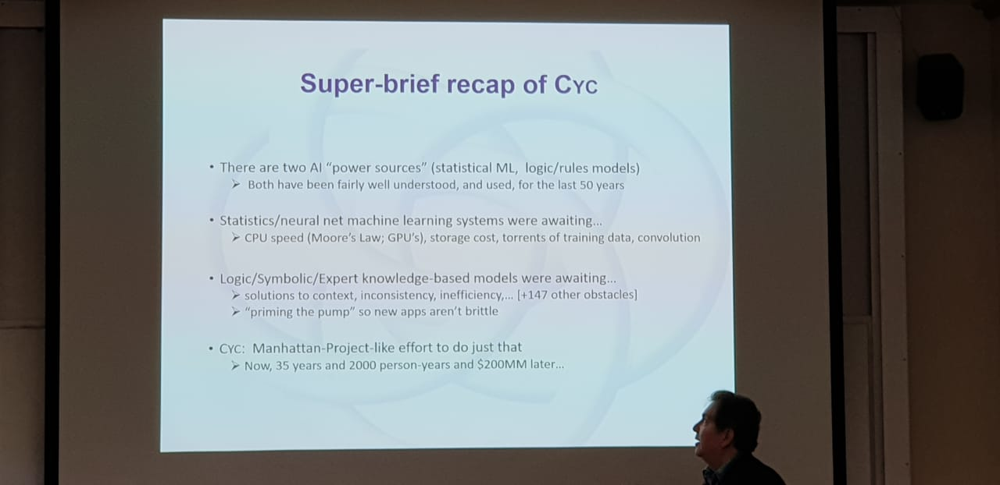 Super-brief recap of CYC
• There are two AI “power sources” (statistical ML, logic/rules models)
➢ Both have been fairly well understood, and used, for the last 50 years
• Statistics/neural net machine learning systems were awaiting…
➢ CPU speed (Moore’s Law; GPU’s), storage cost, torrents of training data, convolution
• Logic/Symbolic/Expert knowledge-based models were awaiting…
➢ solutions to context, inconsistency, inefficiency,… [+147 other obstacles]
➢ “priming the pump” so new apps aren’t brittle
• CYC: Manhattan-Project-like effort to do just that
➢ Now, 35 years and 2000 person-years and $200MM later…